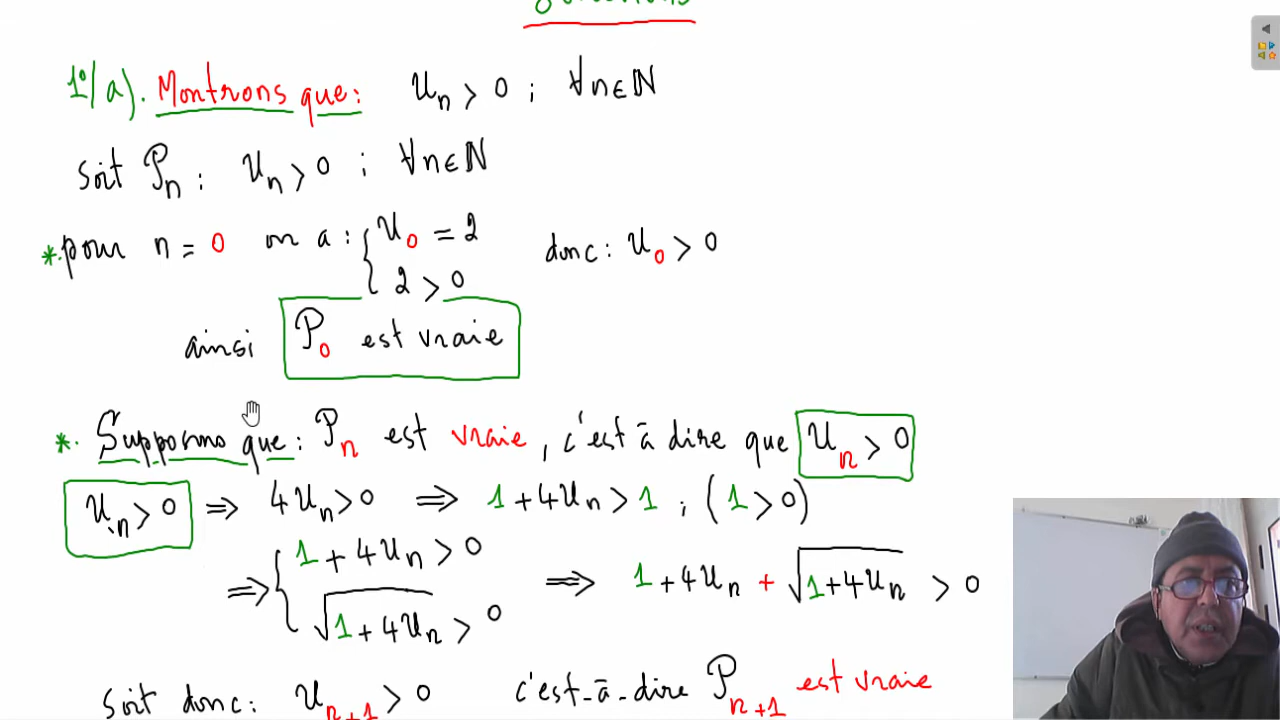 1°/a). Montrons que: Uₙ > 0 ; ∀n∈ℕ
soit 𝒫ₙ : Uₙ > 0 ; ∀n∈ℕ
*. pour n = 0 on a : { U₀ = 2
2 > 0
donc: U₀ > 0
ainsi 𝒫₀ est vraie
*. Supposons que: 𝒫ₙ est vraie, c'est à dire que Uₙ > 0
Uₙ > 0 ⇒ 4Uₙ > 0 ⇒ 1 + 4Uₙ > 1 ; (1 > 0)
⇒ { 1 + 4Uₙ > 0
√(1 + 4Uₙ) > 0
⇒ 1 + 4Uₙ + √(1 + 4Uₙ) > 0
soit donc: Uₙ₊₁ > 0 c'est-à-dire 𝒫ₙ₊₁ est vraie